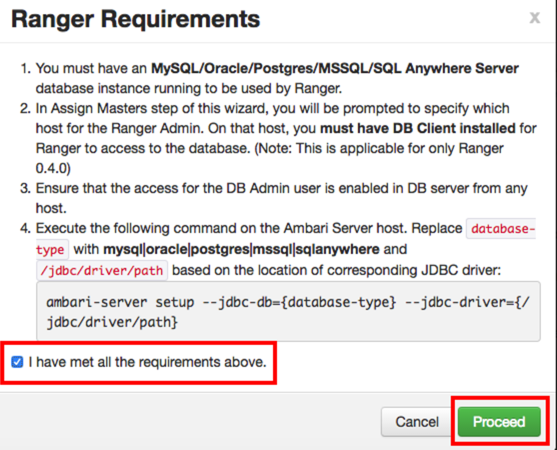 Ranger Requirements
x
1. You must have an MySQL/Oracle/Postgres/MSSQL/SQL Anywhere Server
database instance running to be used by Ranger.
2. In Assign Masters step of this wizard, you will be prompted to specify which
host for the Ranger Admin. On that host, you must have DB Client installed for
Ranger to access to the database. (Note: This is applicable for only Ranger
0.4.0)
3. Ensure that the access for the DB Admin user is enabled in DB server from any
host.
4. Execute the following command on the Ambari Server host. Replace database-
type with mysql|oracle|postgres|mssql|sqlanywhere and
/jdbc/driver/path based on the location of corresponding JDBC driver:
ambari-server setup --jdbc-db={database-type} --jdbc-driver={/
jdbc/driver/path}
I have met all the requirements above.
Cancel Proceed